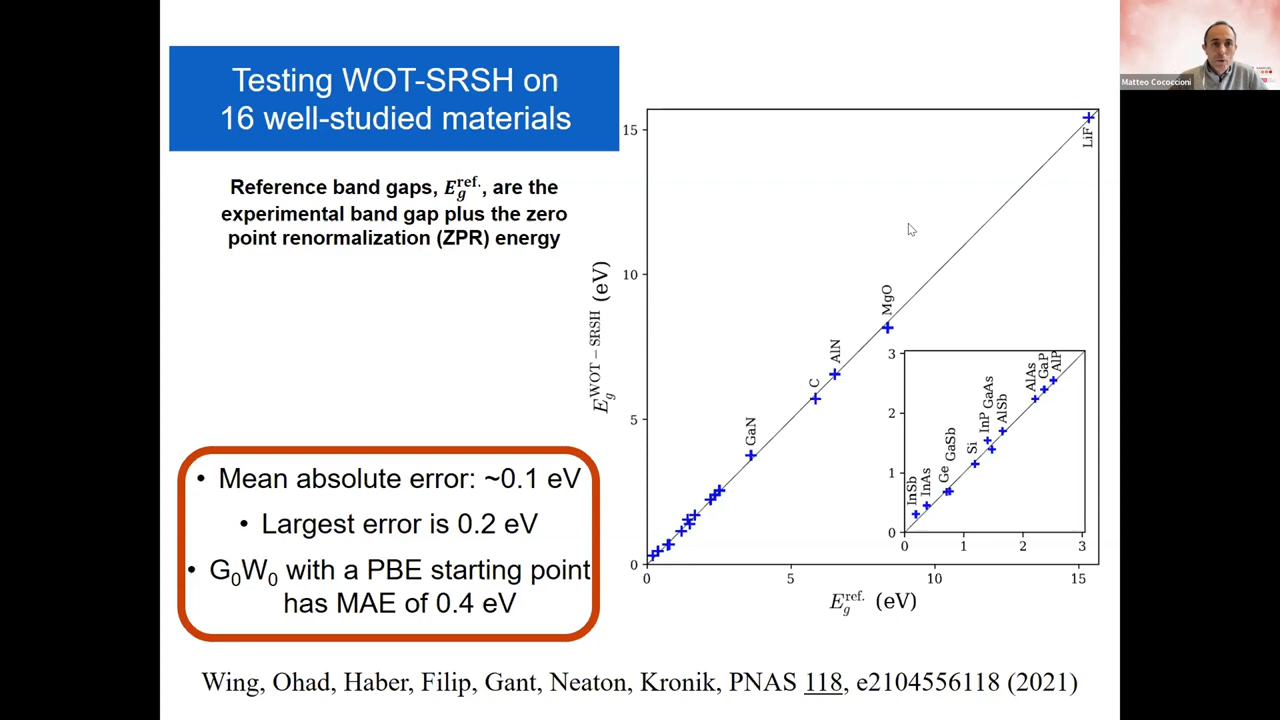 Testing WOT-SRSH on
16 well-studied materials
Reference band gaps, E_g^ref., are the
experimental band gap plus the zero
point renormalization (ZPR) energy
• Mean absolute error: ~0.1 eV
• Largest error is 0.2 eV
• G₀W₀ with a PBE starting point
has MAE of 0.4 eV
E_g^WOT−SRSH (eV)
15
10
5
0
0
5
10
15
E_g^ref. (eV)
GaN
C
AlN
MgO
LiF
3
2
1
0
0
1
2
3
InSb
InAs
Ge
GaSb
Si
InP
GaAs
AlSb
AlAs
GaP
AlP
Wing, Ohad, Haber, Filip, Gant, Neaton, Kronik, PNAS 118, e2104556118 (2021)
Matteo Cococcioni